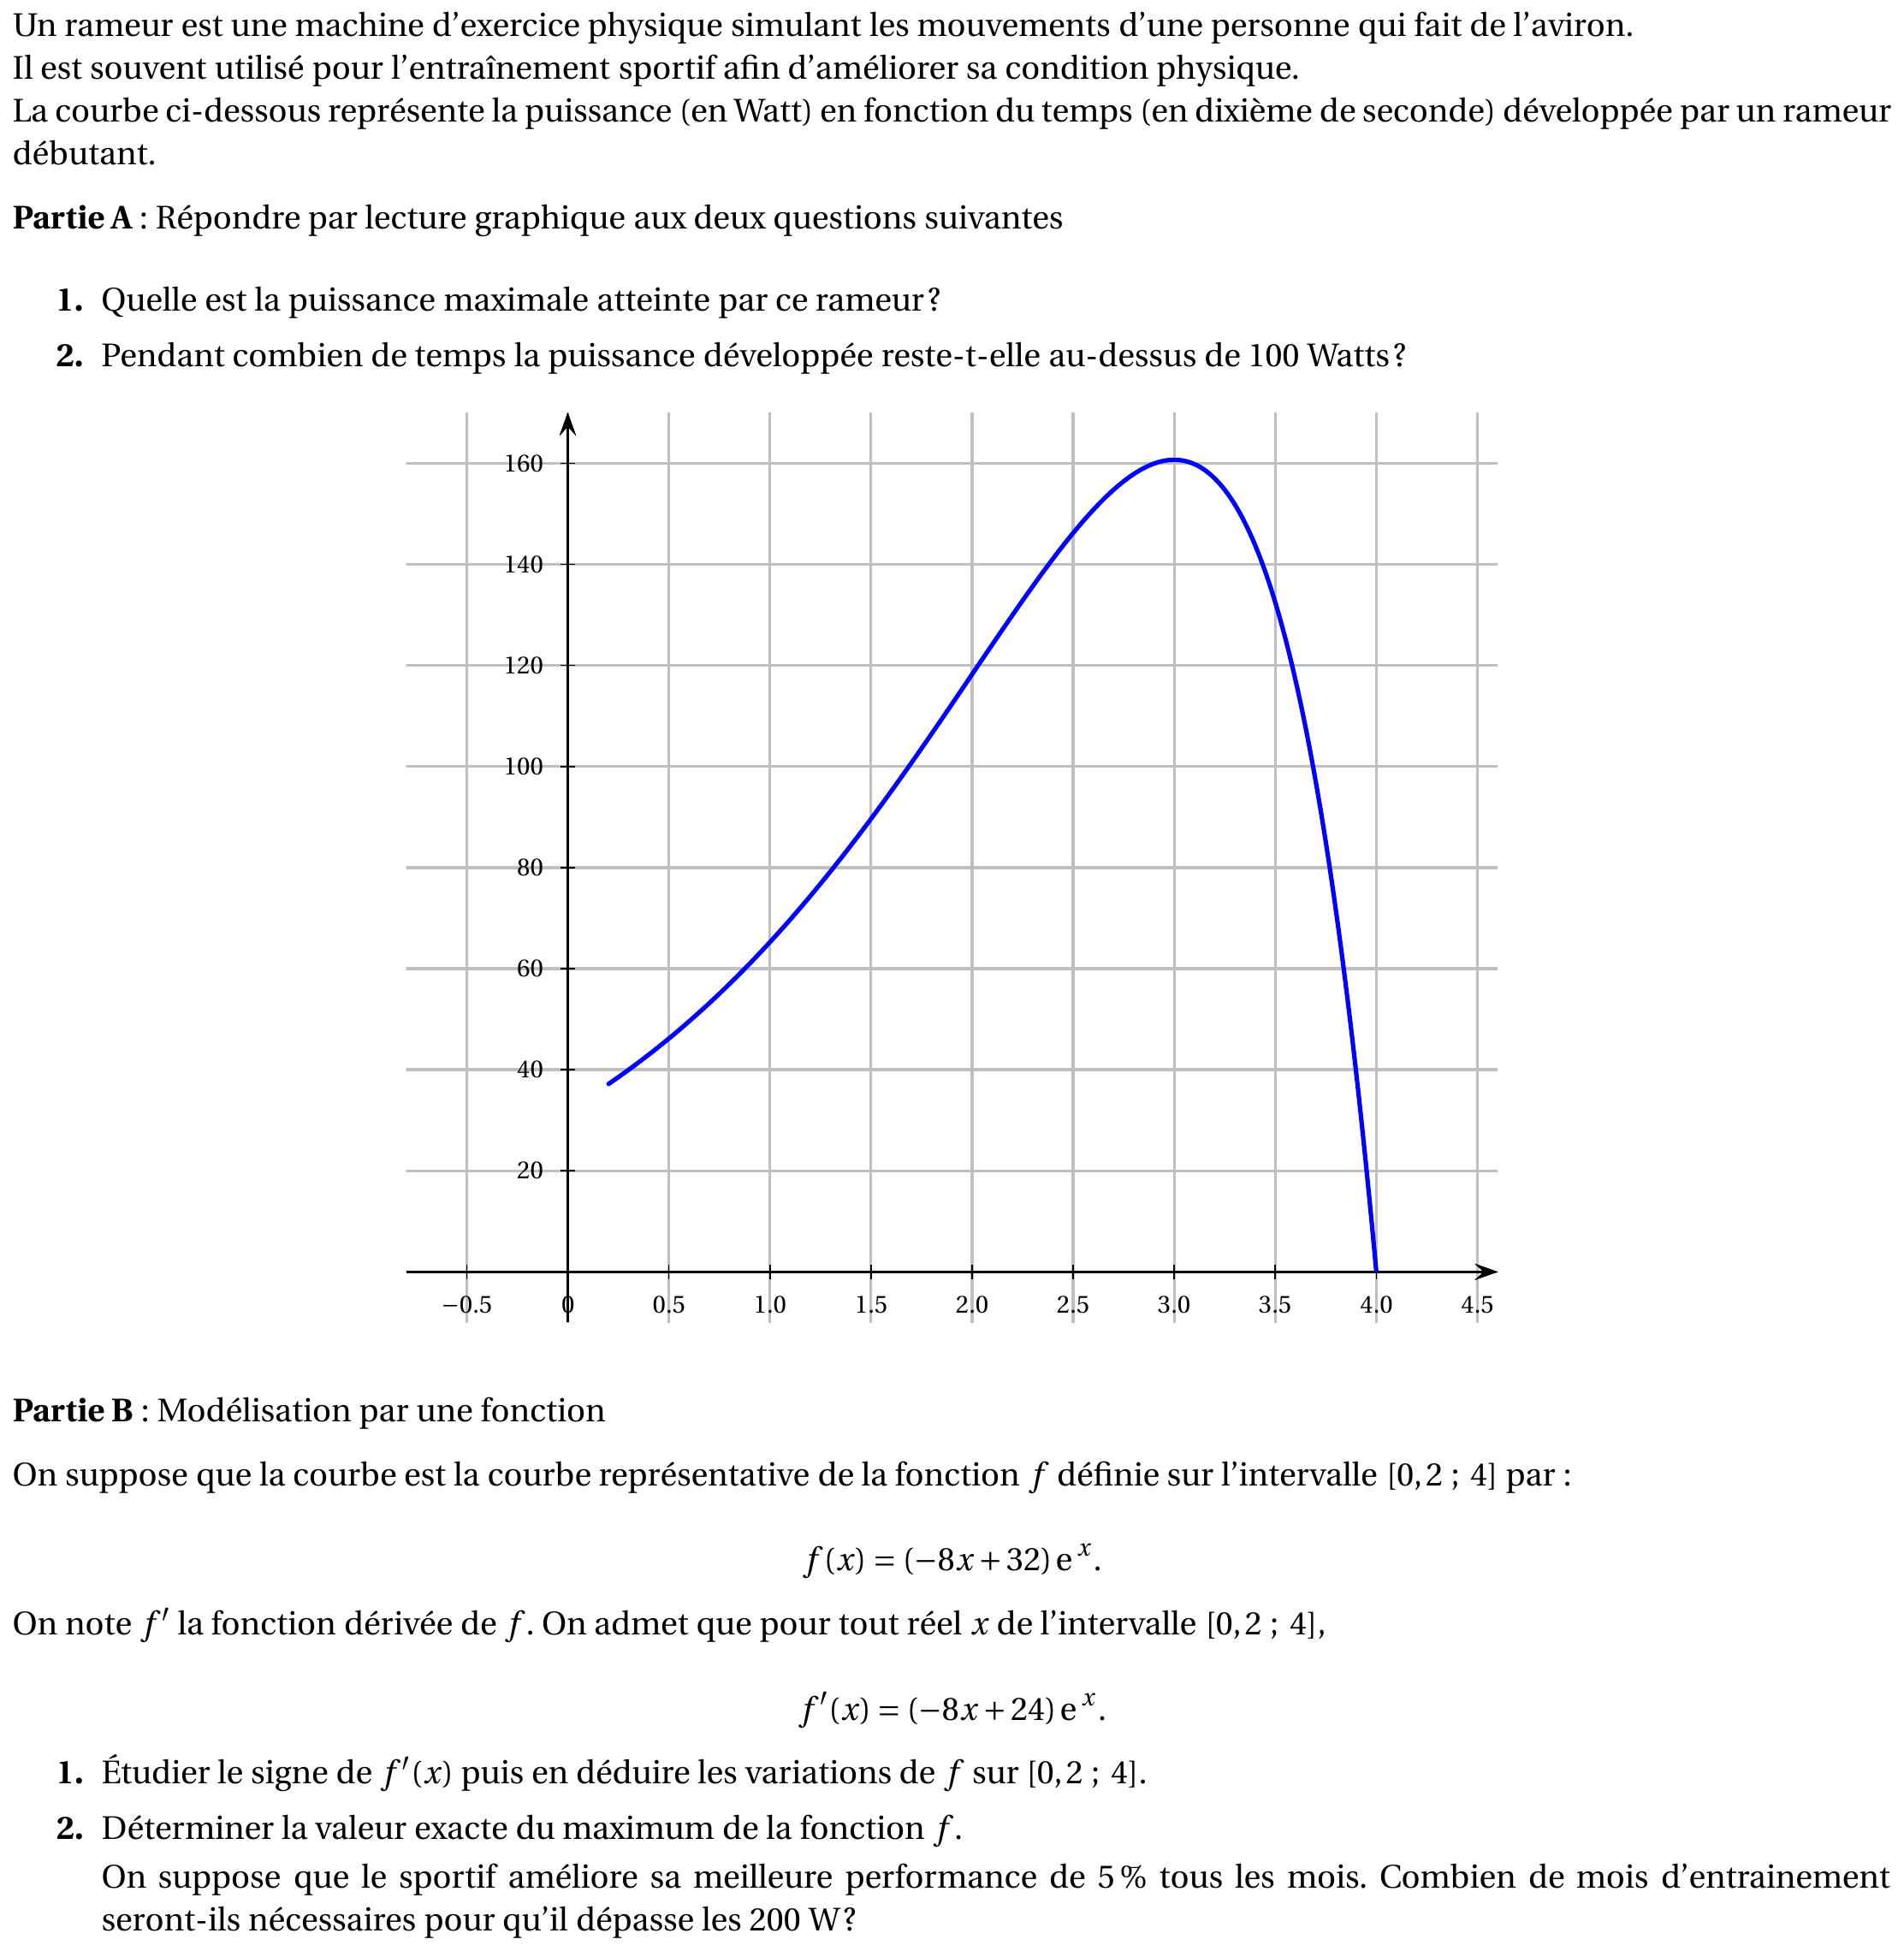 Un rameur est une machine d'exercice physique simulant les mouvements d'une personne qui fait de l'aviron.
Il est souvent utilisé pour l'entraînement sportif afin d'améliorer sa condition physique.
La courbe ci-dessous représente la puissance (en Watt) en fonction du temps (en dixième de seconde) développée par un rameur
débutant.
Partie A : Répondre par lecture graphique aux deux questions suivantes
1. Quelle est la puissance maximale atteinte par ce rameur ?
2. Pendant combien de temps la puissance développée reste-t-elle au-dessus de 100 Watts ?
160
140
120
100
80
60
40
20
−0.5 0 0.5 1.0 1.5 2.0 2.5 3.0 3.5 4.0 4.5
Partie B : Modélisation par une fonction
On suppose que la courbe est la courbe représentative de la fonction f définie sur l'intervalle [0,2 ; 4] par :
f(x) = (−8x + 32) eˣ.
On note f′ la fonction dérivée de f. On admet que pour tout réel x de l'intervalle [0,2 ; 4],
f′(x) = (−8x + 24) eˣ.
1. Étudier le signe de f′(x) puis en déduire les variations de f sur [0,2 ; 4].
2. Déterminer la valeur exacte du maximum de la fonction f.
On suppose que le sportif améliore sa meilleure performance de 5 % tous les mois. Combien de mois d'entrainement
seront-ils nécessaires pour qu'il dépasse les 200 W ?